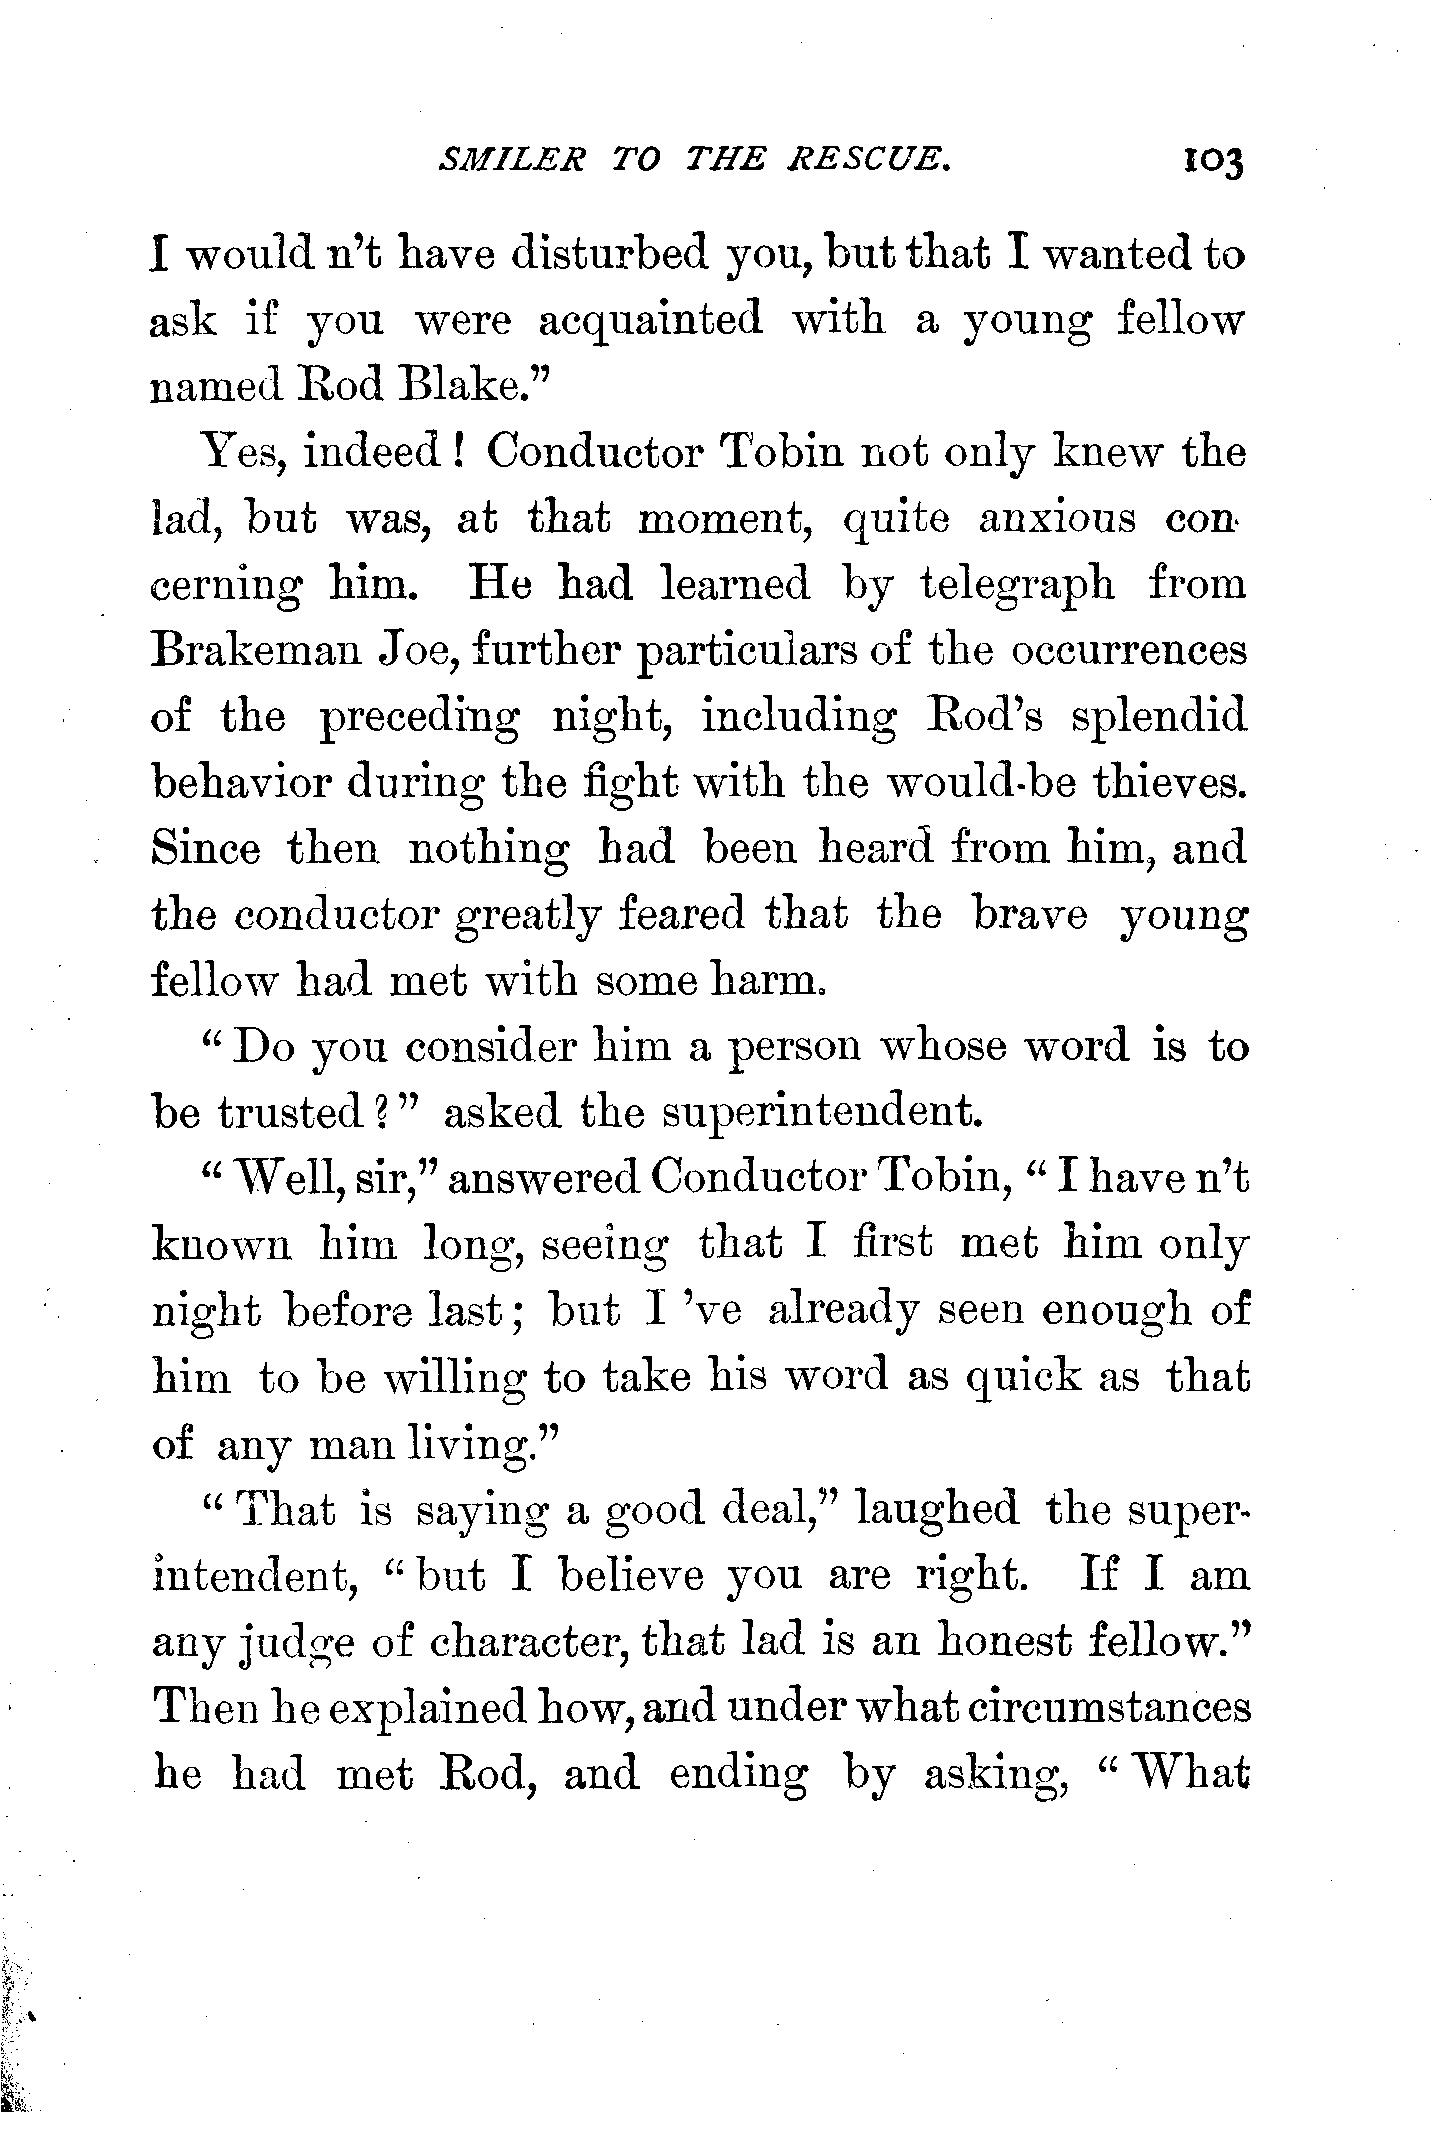 SMILER TO THE RESCUE. 103
I would n't have disturbed you, but that I wanted to
ask if you were acquainted with a young fellow
named Rod Blake."
Yes, indeed! Conductor Tobin not only knew the
lad, but was, at that moment, quite anxious con-
cerning him. He had learned by telegraph from
Brakeman Joe, further particulars of the occurrences
of the preceding night, including Rod's splendid
behavior during the fight with the would-be thieves.
Since then nothing had been heard from him, and
the conductor greatly feared that the brave young
fellow had met with some harm.
"Do you consider him a person whose word is to
be trusted?" asked the superintendent.
"Well, sir," answered Conductor Tobin, "I have n't
known him long, seeing that I first met him only
night before last; but I 've already seen enough of
him to be willing to take his word as quick as that
of any man living."
"That is saying a good deal," laughed the super-
intendent, "but I believe you are right. If I am
any judge of character, that lad is an honest fellow."
Then he explained how, and under what circumstances
he had met Rod, and ending by asking, "What